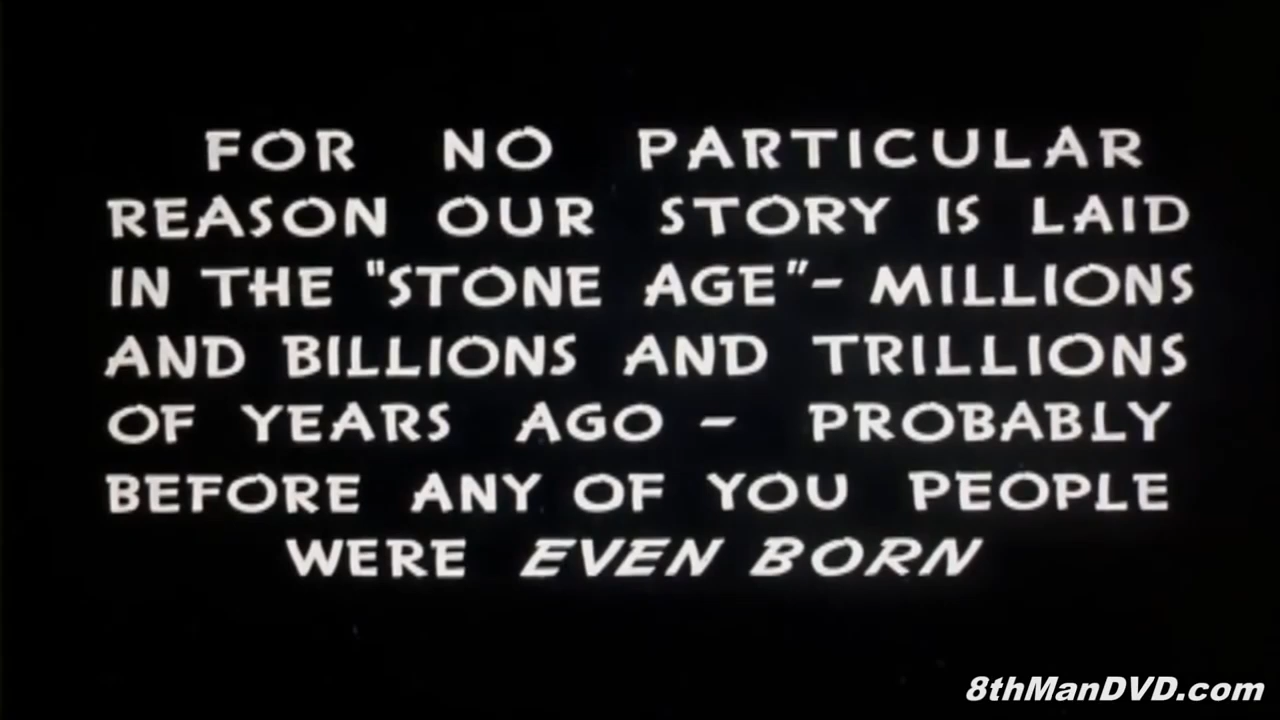 FOR NO PARTICULAR
REASON OUR STORY IS LAID
IN THE "STONE AGE"– MILLIONS
AND BILLIONS AND TRILLIONS
OF YEARS AGO – PROBABLY
BEFORE ANY OF YOU PEOPLE
WERE EVEN BORN
8thManDVD.com